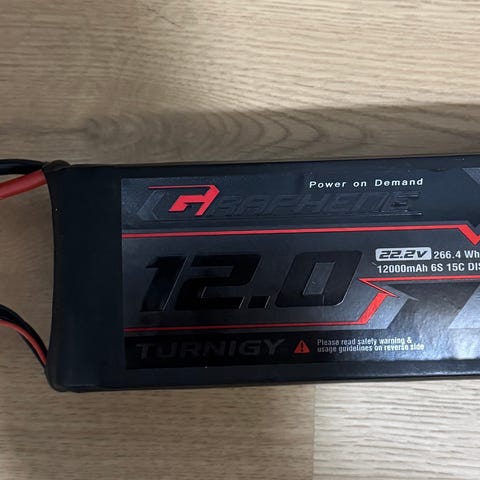 Power on Demand
GRAPHENE
22.2V 266.4 Wh
12.0
12000mAh 6S 15C DIS
TURNIGY
Please read safety warning &
usage guidelines on reverse side